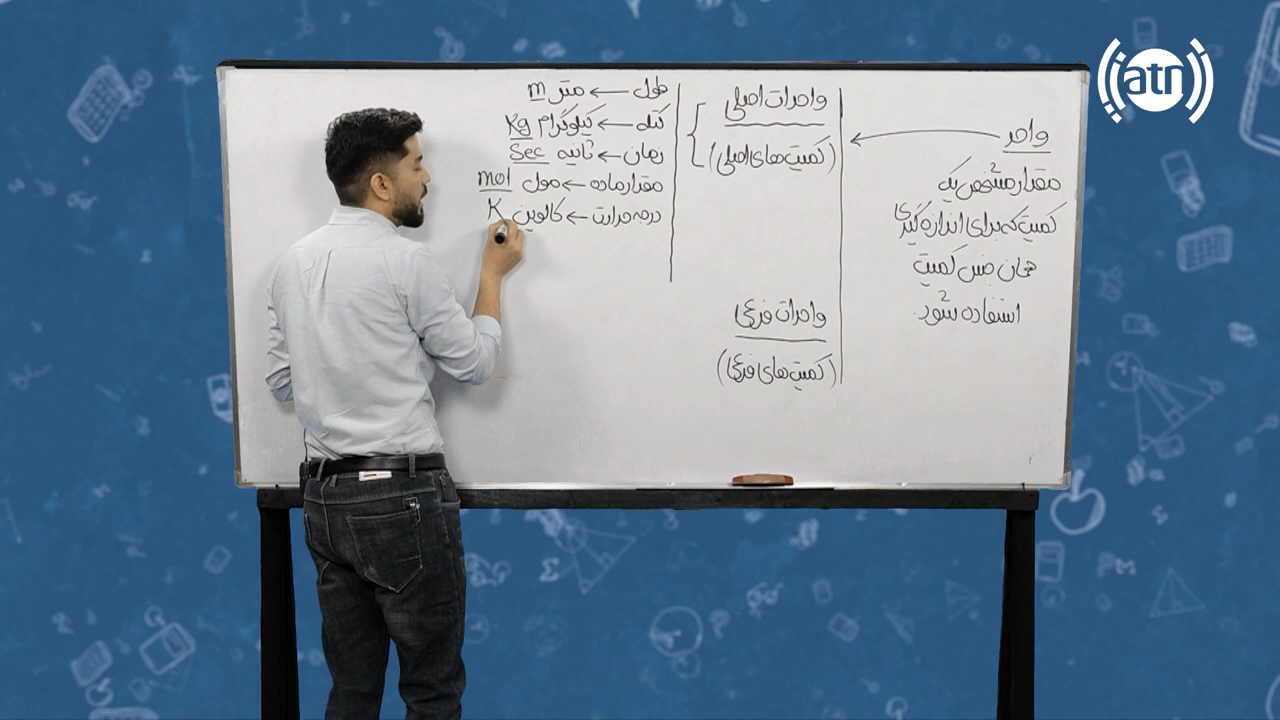 atn
واحد
مقدار مشخص یک
کمیت که برای اندازه گیری
همان جنس کمیت
استفاده شود.
واحدات اصلی
(کمیت های اصلی)
واحدات فرعی
(کمیت های فرعی)
طول ← متر m
کتله ← کیلوگرام Kg
زمان ← ثانیه Sec
مقدار ماده ← مول mol
درجه حرارت ← کالوین K